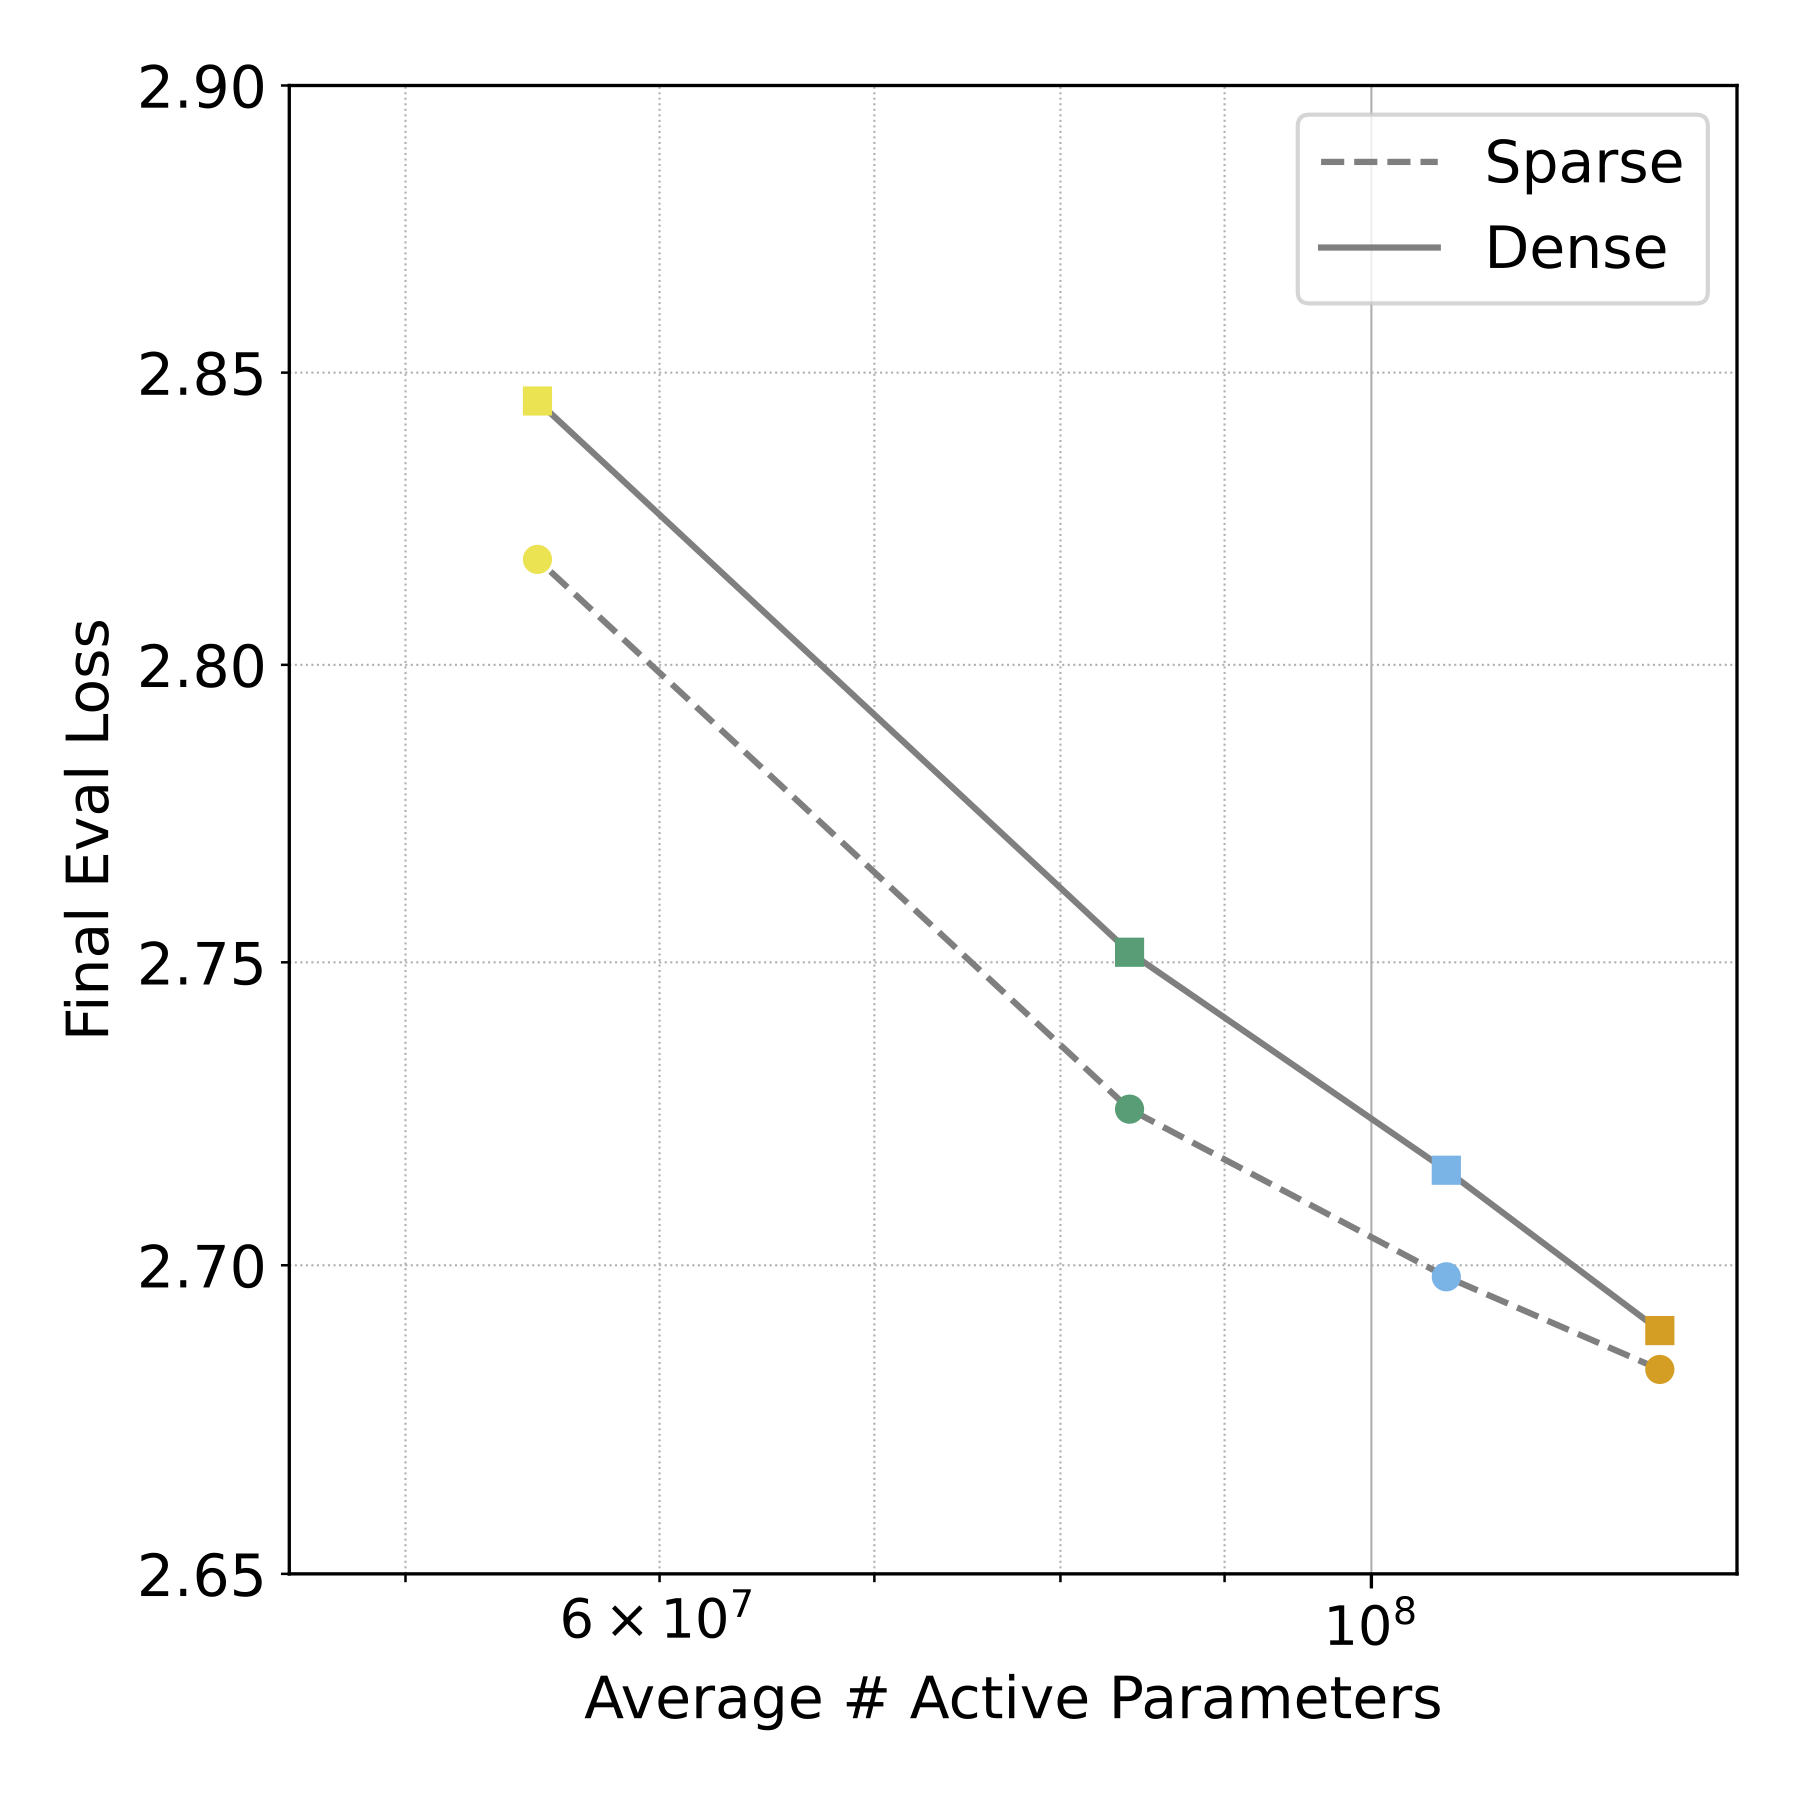 2.90
2.85
2.80
2.75
2.70
2.65
Final Eval Loss
Sparse
Dense
6 × 10⁷
10⁸
Average # Active Parameters